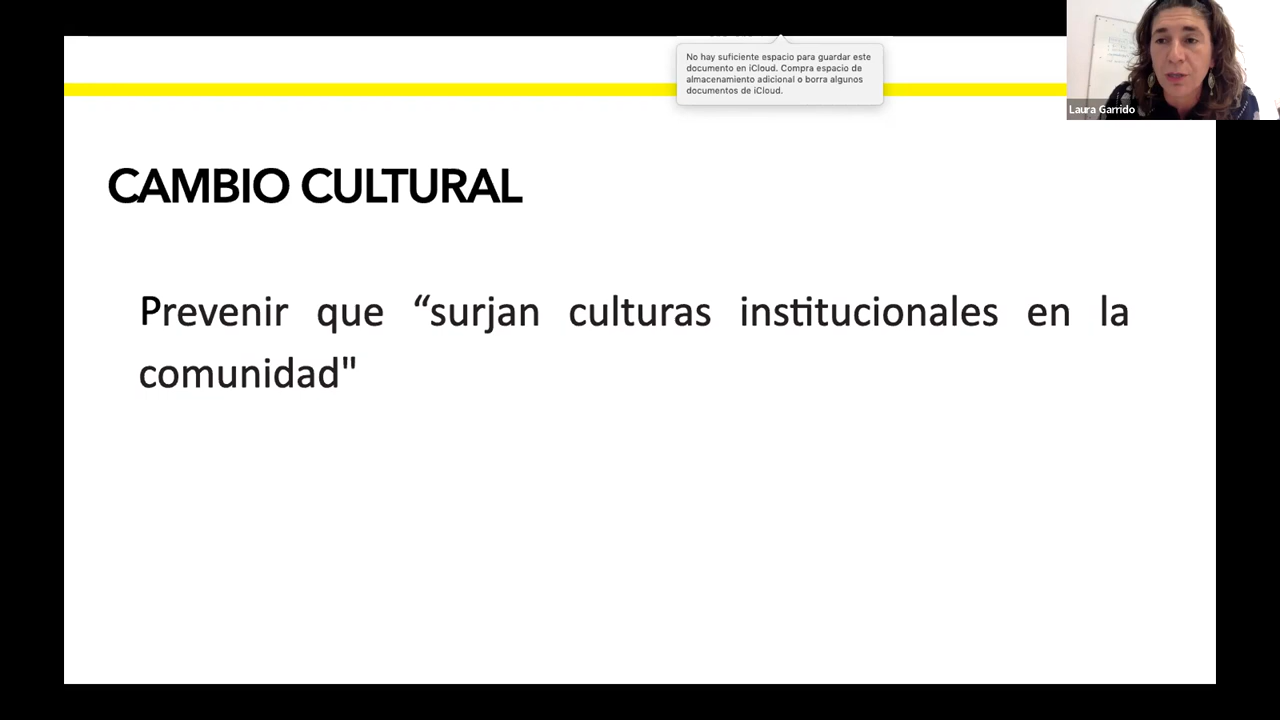 No hay suficiente espacio para guardar este
documento en iCloud. Compra espacio de
almacenamiento adicional o borra algunos
documentos de iCloud.
Laura Garrido
CAMBIO CULTURAL
Prevenir que “surjan culturas institucionales en la
comunidad"